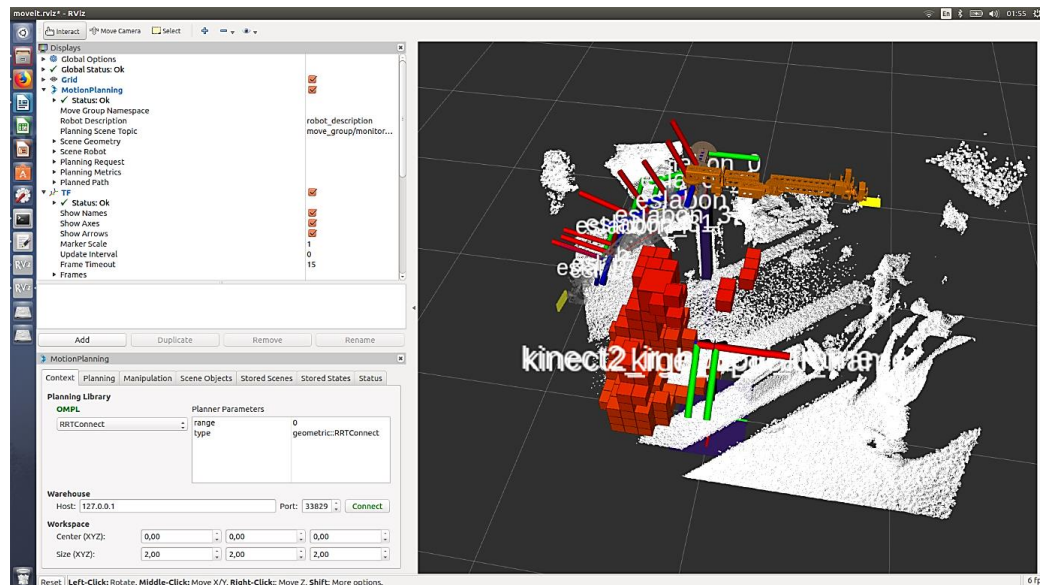 moveit.rviz* - RViz
En
01:55
Interact
Move Camera
Select
Displays
Global Options
Global Status: Ok
Grid
MotionPlanning
Status: Ok
Move Group Namespace
Robot Description robot_description
Planning Scene Topic move_group/monitor...
Scene Geometry
Scene Robot
Planning Request
Planning Metrics
Planned Path
TF
Status: Ok
Show Names
Show Axes
Show Arrows
Marker Scale 1
Update Interval 0
Frame Timeout 15
Frames
Add Duplicate Remove Rename
MotionPlanning
Context Planning Manipulation Scene Objects Stored Scenes Stored States Status
Planning Library
OMPL Planner Parameters
RRTConnect
range 0
type geometric::RRTConnect
Warehouse
Host: 127.0.0.1 Port: 33829 Connect
Workspace
Center (XYZ): 0,00 0,00 0,00
Size (XYZ): 2,00 2,00 2,00
Reset Left-Click: Rotate. Middle-Click: Move X/Y. Right-Click:: Move Z. Shift: More options.
6 fp